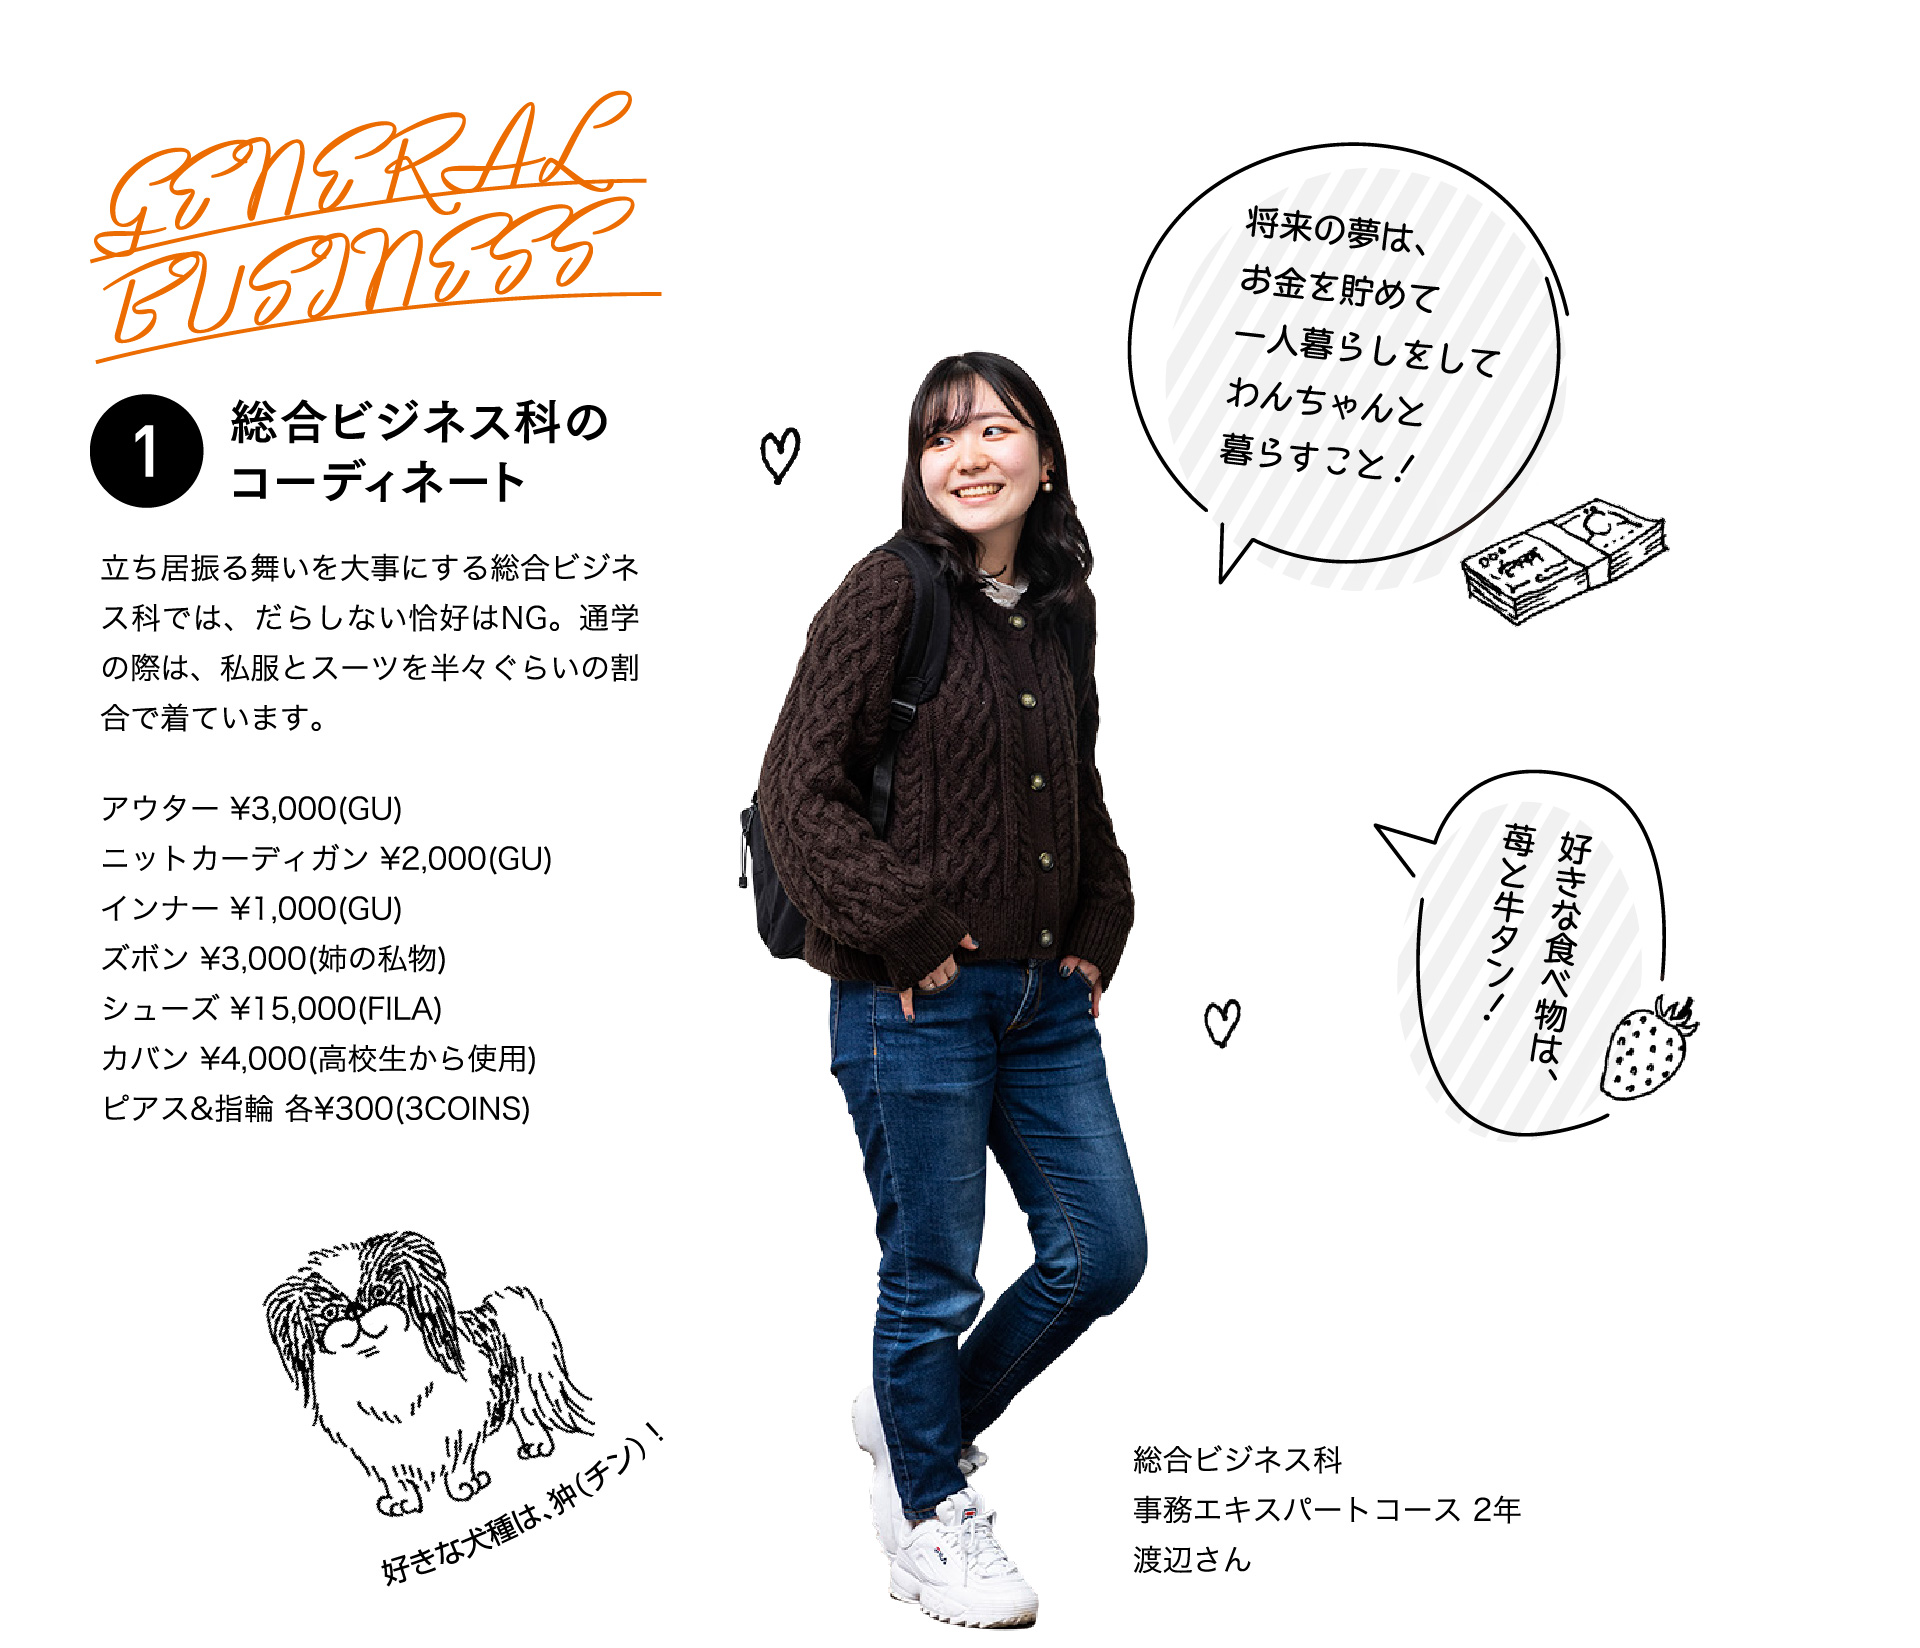 GENERAL
BUSINESS
1
総合ビジネス科の
コーディネート
立ち居振る舞いを大事にする総合ビジネ
ス科では、だらしない恰好はNG。通学
の際は、私服とスーツを半々ぐらいの割
合で着ています。
アウター ¥3,000(GU)
ニットカーディガン ¥2,000(GU)
インナー ¥1,000(GU)
ズボン ¥3,000(姉の私物)
シューズ ¥15,000(FILA)
カバン ¥4,000(高校生から使用)
ピアス&指輪 各¥300(3COINS)
好きな犬種は、狆(チン)！
将来の夢は、
お金を貯めて
一人暮らしをして
わんちゃんと
暮らすこと！
好きな食べ物は、
苺と牛タン！
総合ビジネス科
事務エキスパートコース 2年
渡辺さん